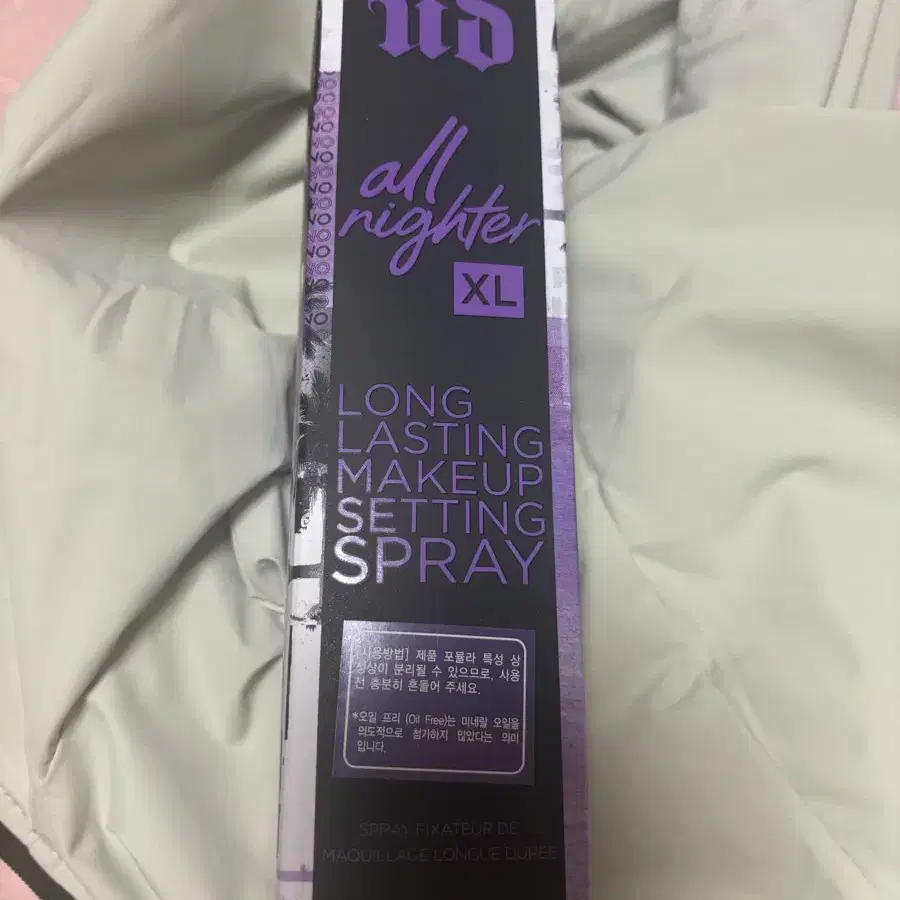 UD
all
nighter
XL
LONG
LASTING
MAKEUP
SETTING
SPRAY
[사용방법] 제품 포뮬라 특성 상
성상이 분리될 수 있으므로, 사용
전 충분히 흔들어 주세요.
*오일 프리 (Oil Free)는 미네랄 오일을
의도적으로 첨가하지 않았다는 의미
입니다.
SPRAY FIXATEUR DE
MAQUILLAGE LONGUE DURÉE